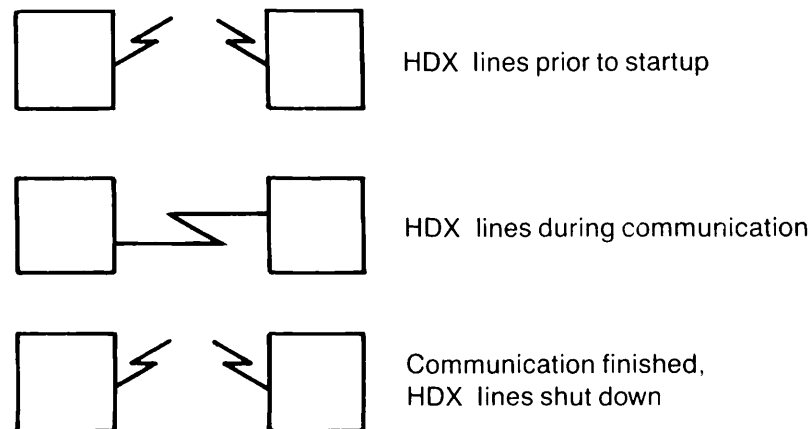 HDX lines prior to startup
HDX lines during communication
Communication finished,
HDX lines shut down